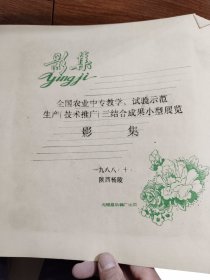 影集
yingji
全国农业中专教学、试验示范
生产(技术推广)三结合成果小型展览
影 集
一九八八·十·
陕西杨陵